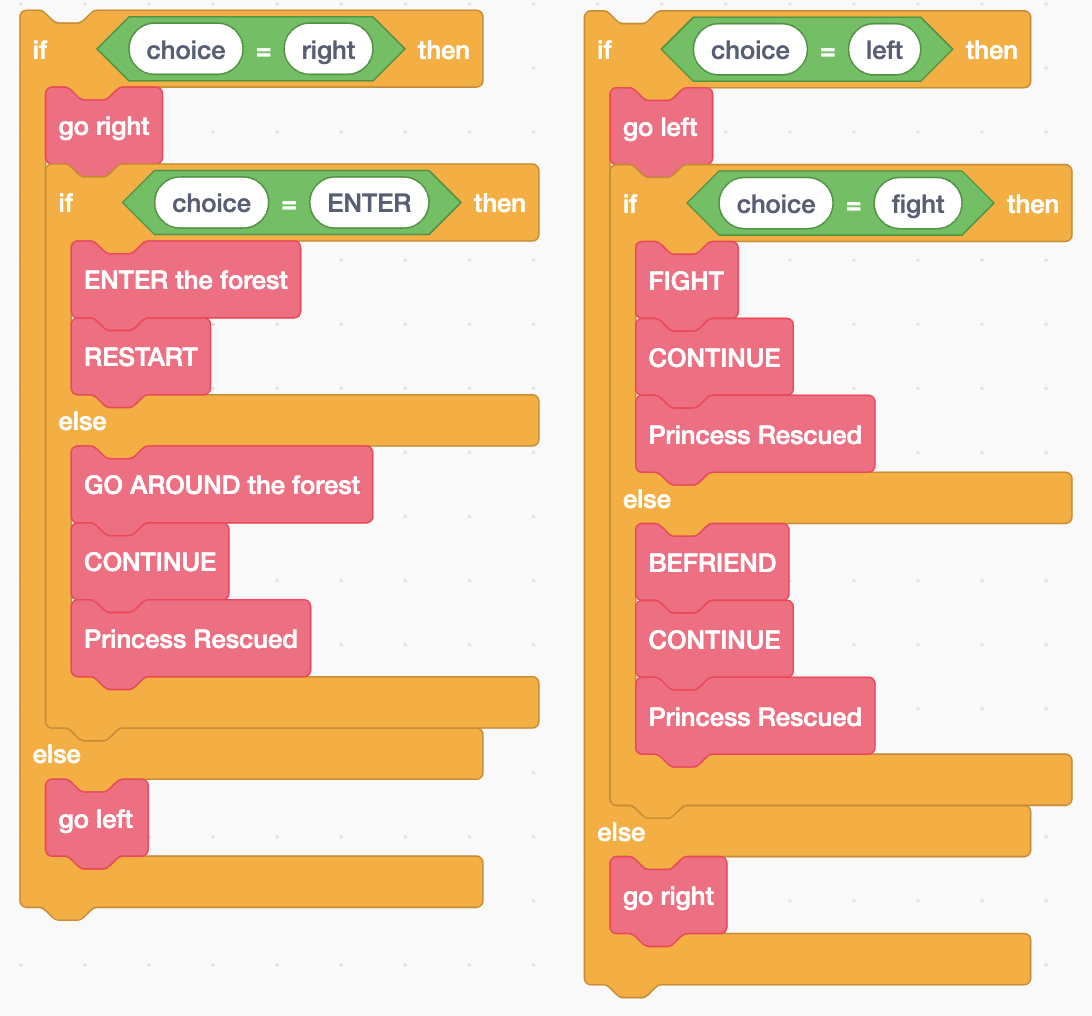 if choice = right then
go right
if choice = ENTER then
ENTER the forest
RESTART
else
GO AROUND the forest
CONTINUE
Princess Rescued
else
go left
if choice = left then
go left
if choice = fight then
FIGHT
CONTINUE
Princess Rescued
else
BEFRIEND
CONTINUE
Princess Rescued
else
go right